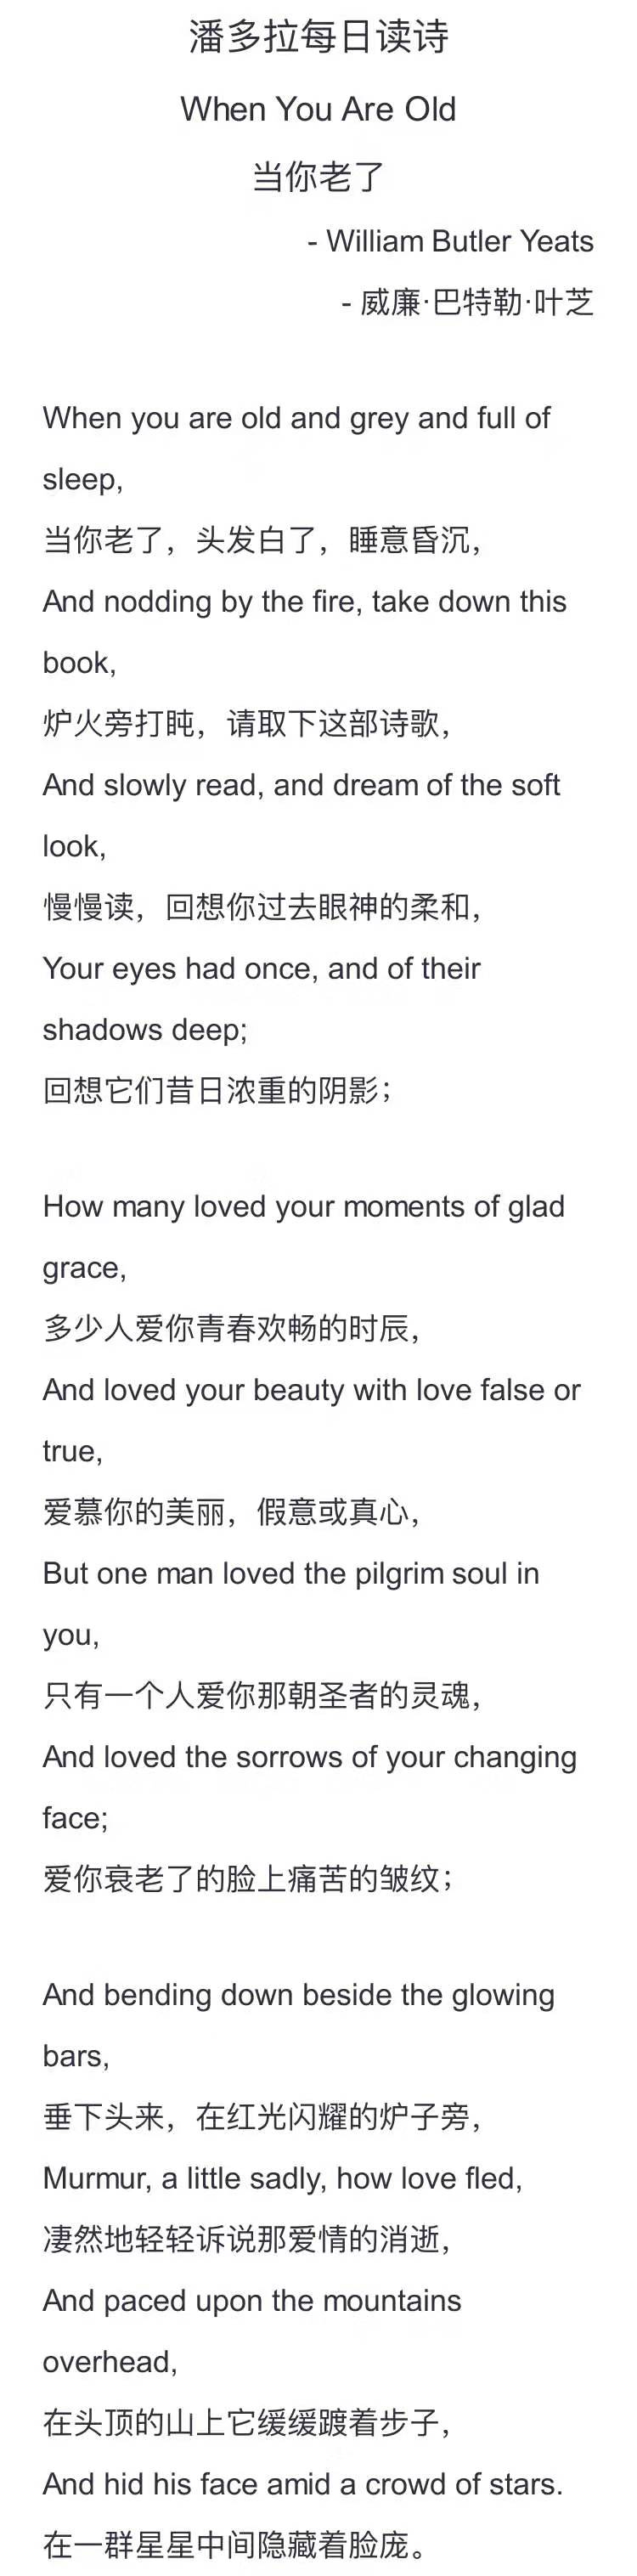 潘多拉每日读诗
When You Are Old
当你老了
- William Butler Yeats
- 威廉·巴特勒·叶芝
When you are old and grey and full of
sleep,
当你老了，头发白了，睡意昏沉，
And nodding by the fire, take down this
book,
炉火旁打盹，请取下这部诗歌，
And slowly read, and dream of the soft
look,
慢慢读，回想你过去眼神的柔和，
Your eyes had once, and of their
shadows deep;
回想它们昔日浓重的阴影；
How many loved your moments of glad
grace,
多少人爱你青春欢畅的时辰，
And loved your beauty with love false or
true,
爱慕你的美丽，假意或真心，
But one man loved the pilgrim soul in
you,
只有一个人爱你那朝圣者的灵魂，
And loved the sorrows of your changing
face;
爱你衰老了的脸上痛苦的皱纹；
And bending down beside the glowing
bars,
垂下头来，在红光闪耀的炉子旁，
Murmur, a little sadly, how love fled,
凄然地轻轻诉说那爱情的消逝，
And paced upon the mountains
overhead,
在头顶的山上它缓缓踱着步子，
And hid his face amid a crowd of stars.
在一群星星中间隐藏着脸庞。